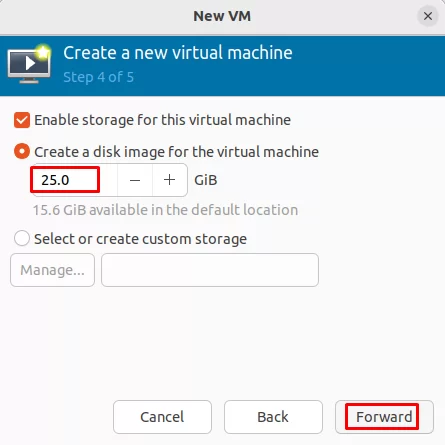 New VM
Create a new virtual machine
Step 4 of 5
Enable storage for this virtual machine
Create a disk image for the virtual machine
25.0 − + GiB
15.6 GiB available in the default location
Select or create custom storage
Manage...
Cancel Back Forward